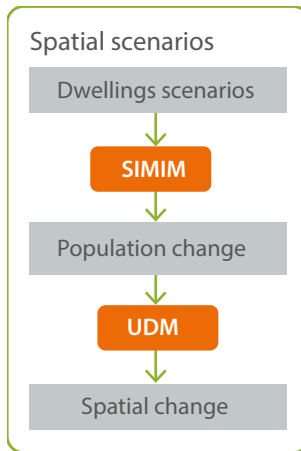 Spatial scenarios
Dwellings scenarios
SIMIM
Population change
UDM
Spatial change